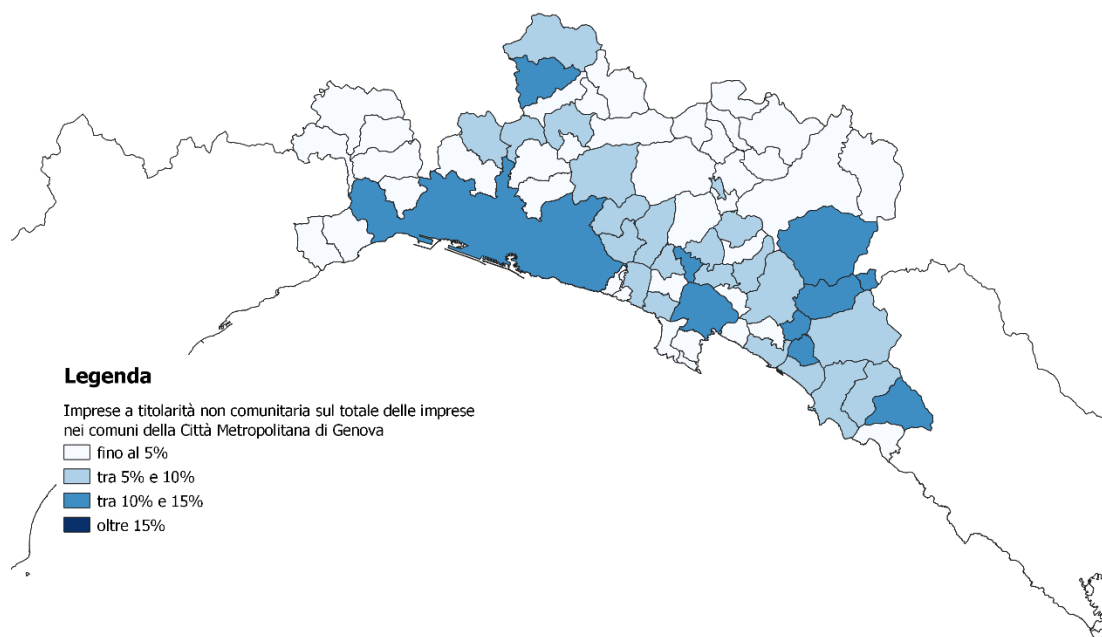 Legenda
Imprese a titolarità non comunitaria sul totale delle imprese
nei comuni della Città Metropolitana di Genova
fino al 5%
tra 5% e 10%
tra 10% e 15%
oltre 15%